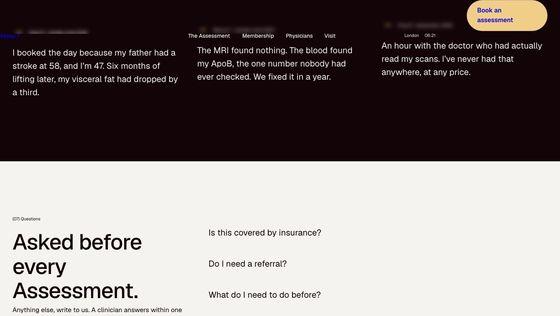 Book an
assessment
The Assessment Membership Physicians Visit
London 06:21
I booked the day because my father had a
stroke at 58, and I'm 47. Six months of
lifting later, my visceral fat had dropped by
a third.
The MRI found nothing. The blood found
my ApoB, the one number nobody had
ever checked. We fixed it in a year.
An hour with the doctor who had actually
read my scans. I've never had that
anywhere, at any price.
(07) Questions
Asked before
every
Assessment.
Anything else, write to us. A clinician answers within one
Is this covered by insurance?
Do I need a referral?
What do I need to do before?